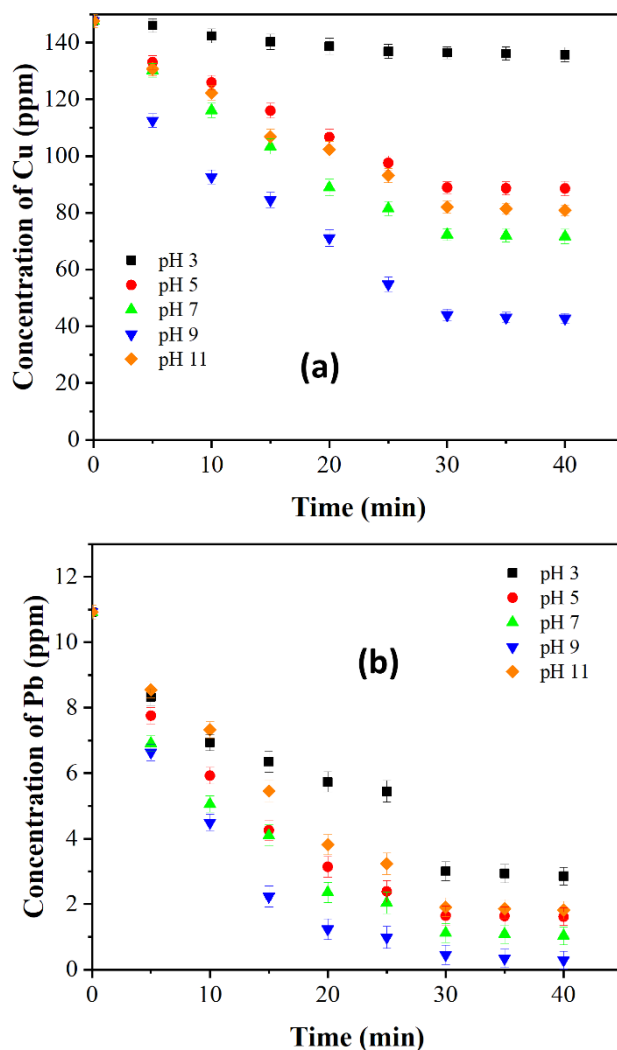 140
120
100
80
60
40
20
0
Concentration of Cu (ppm)
pH 3
pH 5
pH 7
pH 9
pH 11
(a)
0 10 20 30 40
Time (min)
12
10
8
6
4
2
0
Concentration of Pb (ppm)
pH 3
pH 5
pH 7
pH 9
pH 11
(b)
0 10 20 30 40
Time (min)